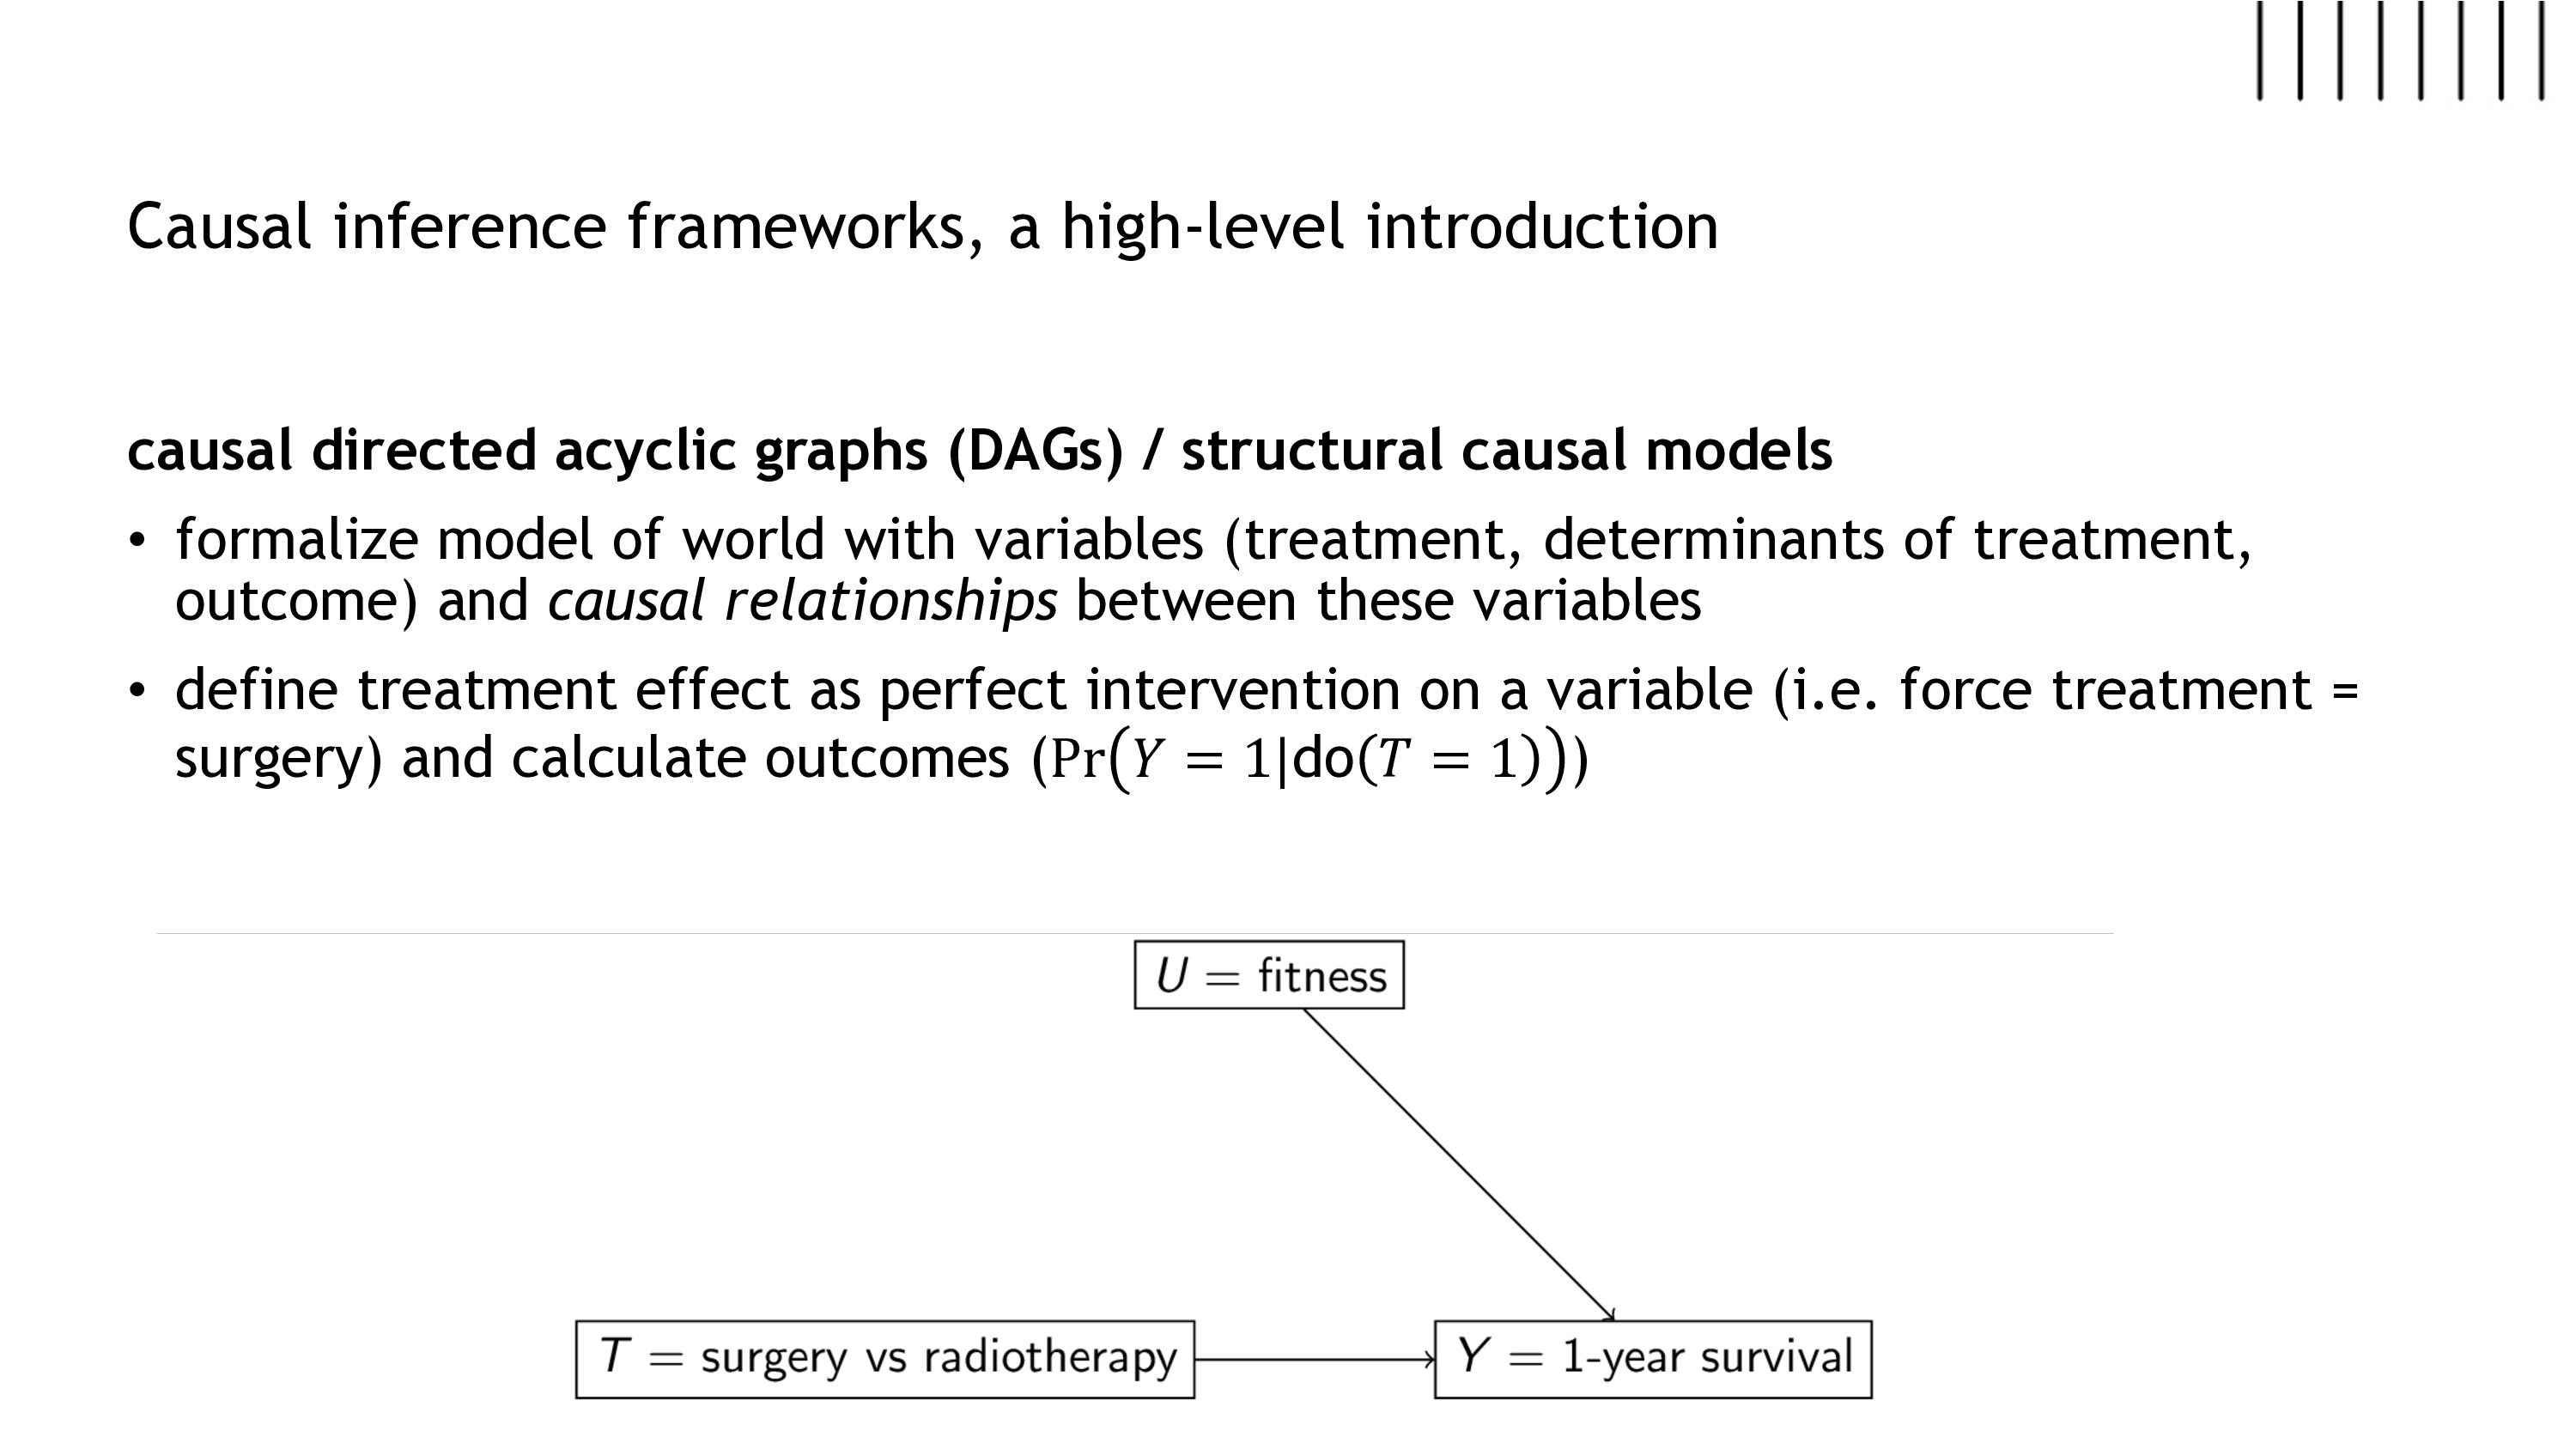 Causal inference frameworks, a high-level introduction
causal directed acyclic graphs (DAGs) / structural causal models
• formalize model of world with variables (treatment, determinants of treatment,
outcome) and causal relationships between these variables
• define treatment effect as perfect intervention on a variable (i.e. force treatment =
surgery) and calculate outcomes (Pr(Y = 1|do(T = 1)))
U = fitness
T = surgery vs radiotherapy
Y = 1-year survival